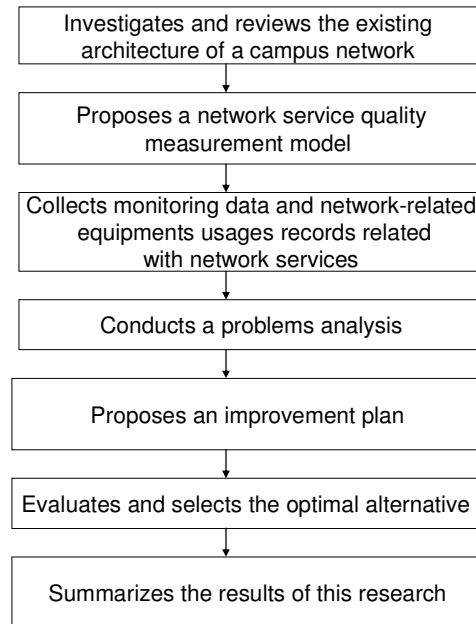 Investigates and reviews the existing
architecture of a campus network
Proposes a network service quality
measurement model
Collects monitoring data and network-related
equipments usages records related
with network services
Conducts a problems analysis
Proposes an improvement plan
Evaluates and selects the optimal alternative
Summarizes the results of this research